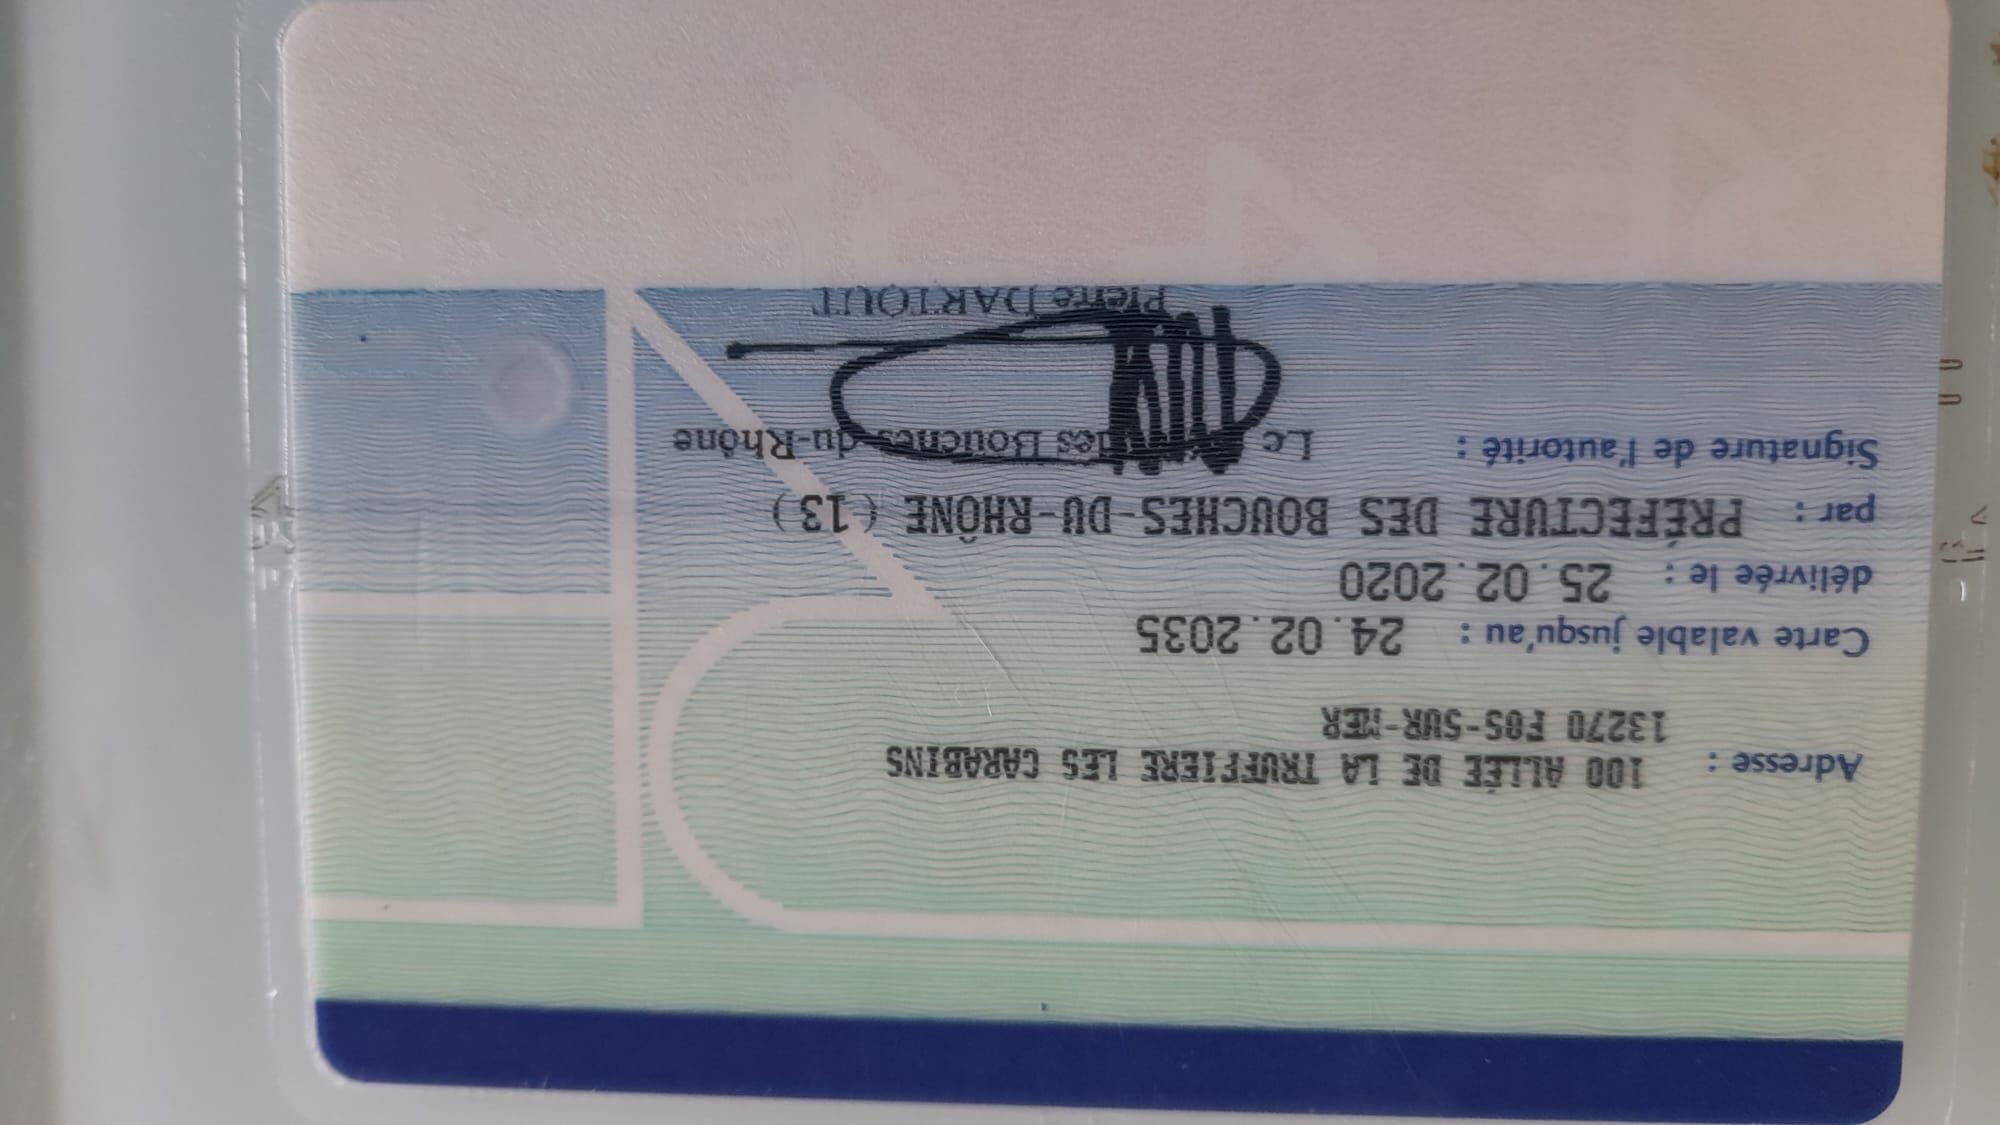 Adresse : 100 ALLÉE DE LA TRUFFIERE LES CARABINS
13270 FOS-SUR-MER
Carte valable jusqu'au : 24.02.2035
délivrée le : 25.02.2020
par : PRÉFECTURE DES BOUCHES-DU-RHÔNE (13)
Signature de l'autorité : Le des Bouches-du-Rhône
Pierre DARTOUT